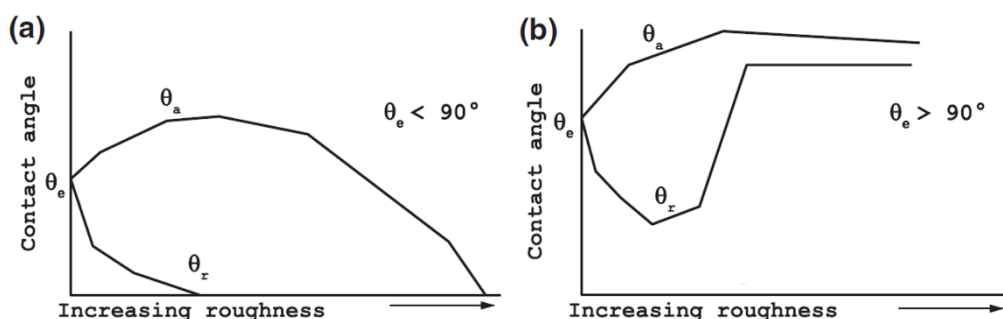 (a)
Contact angle
θe
θa
θr
θe < 90°
Increasing roughness
(b)
Contact angle
θe
θa
θr
θe > 90°
Increasing roughness